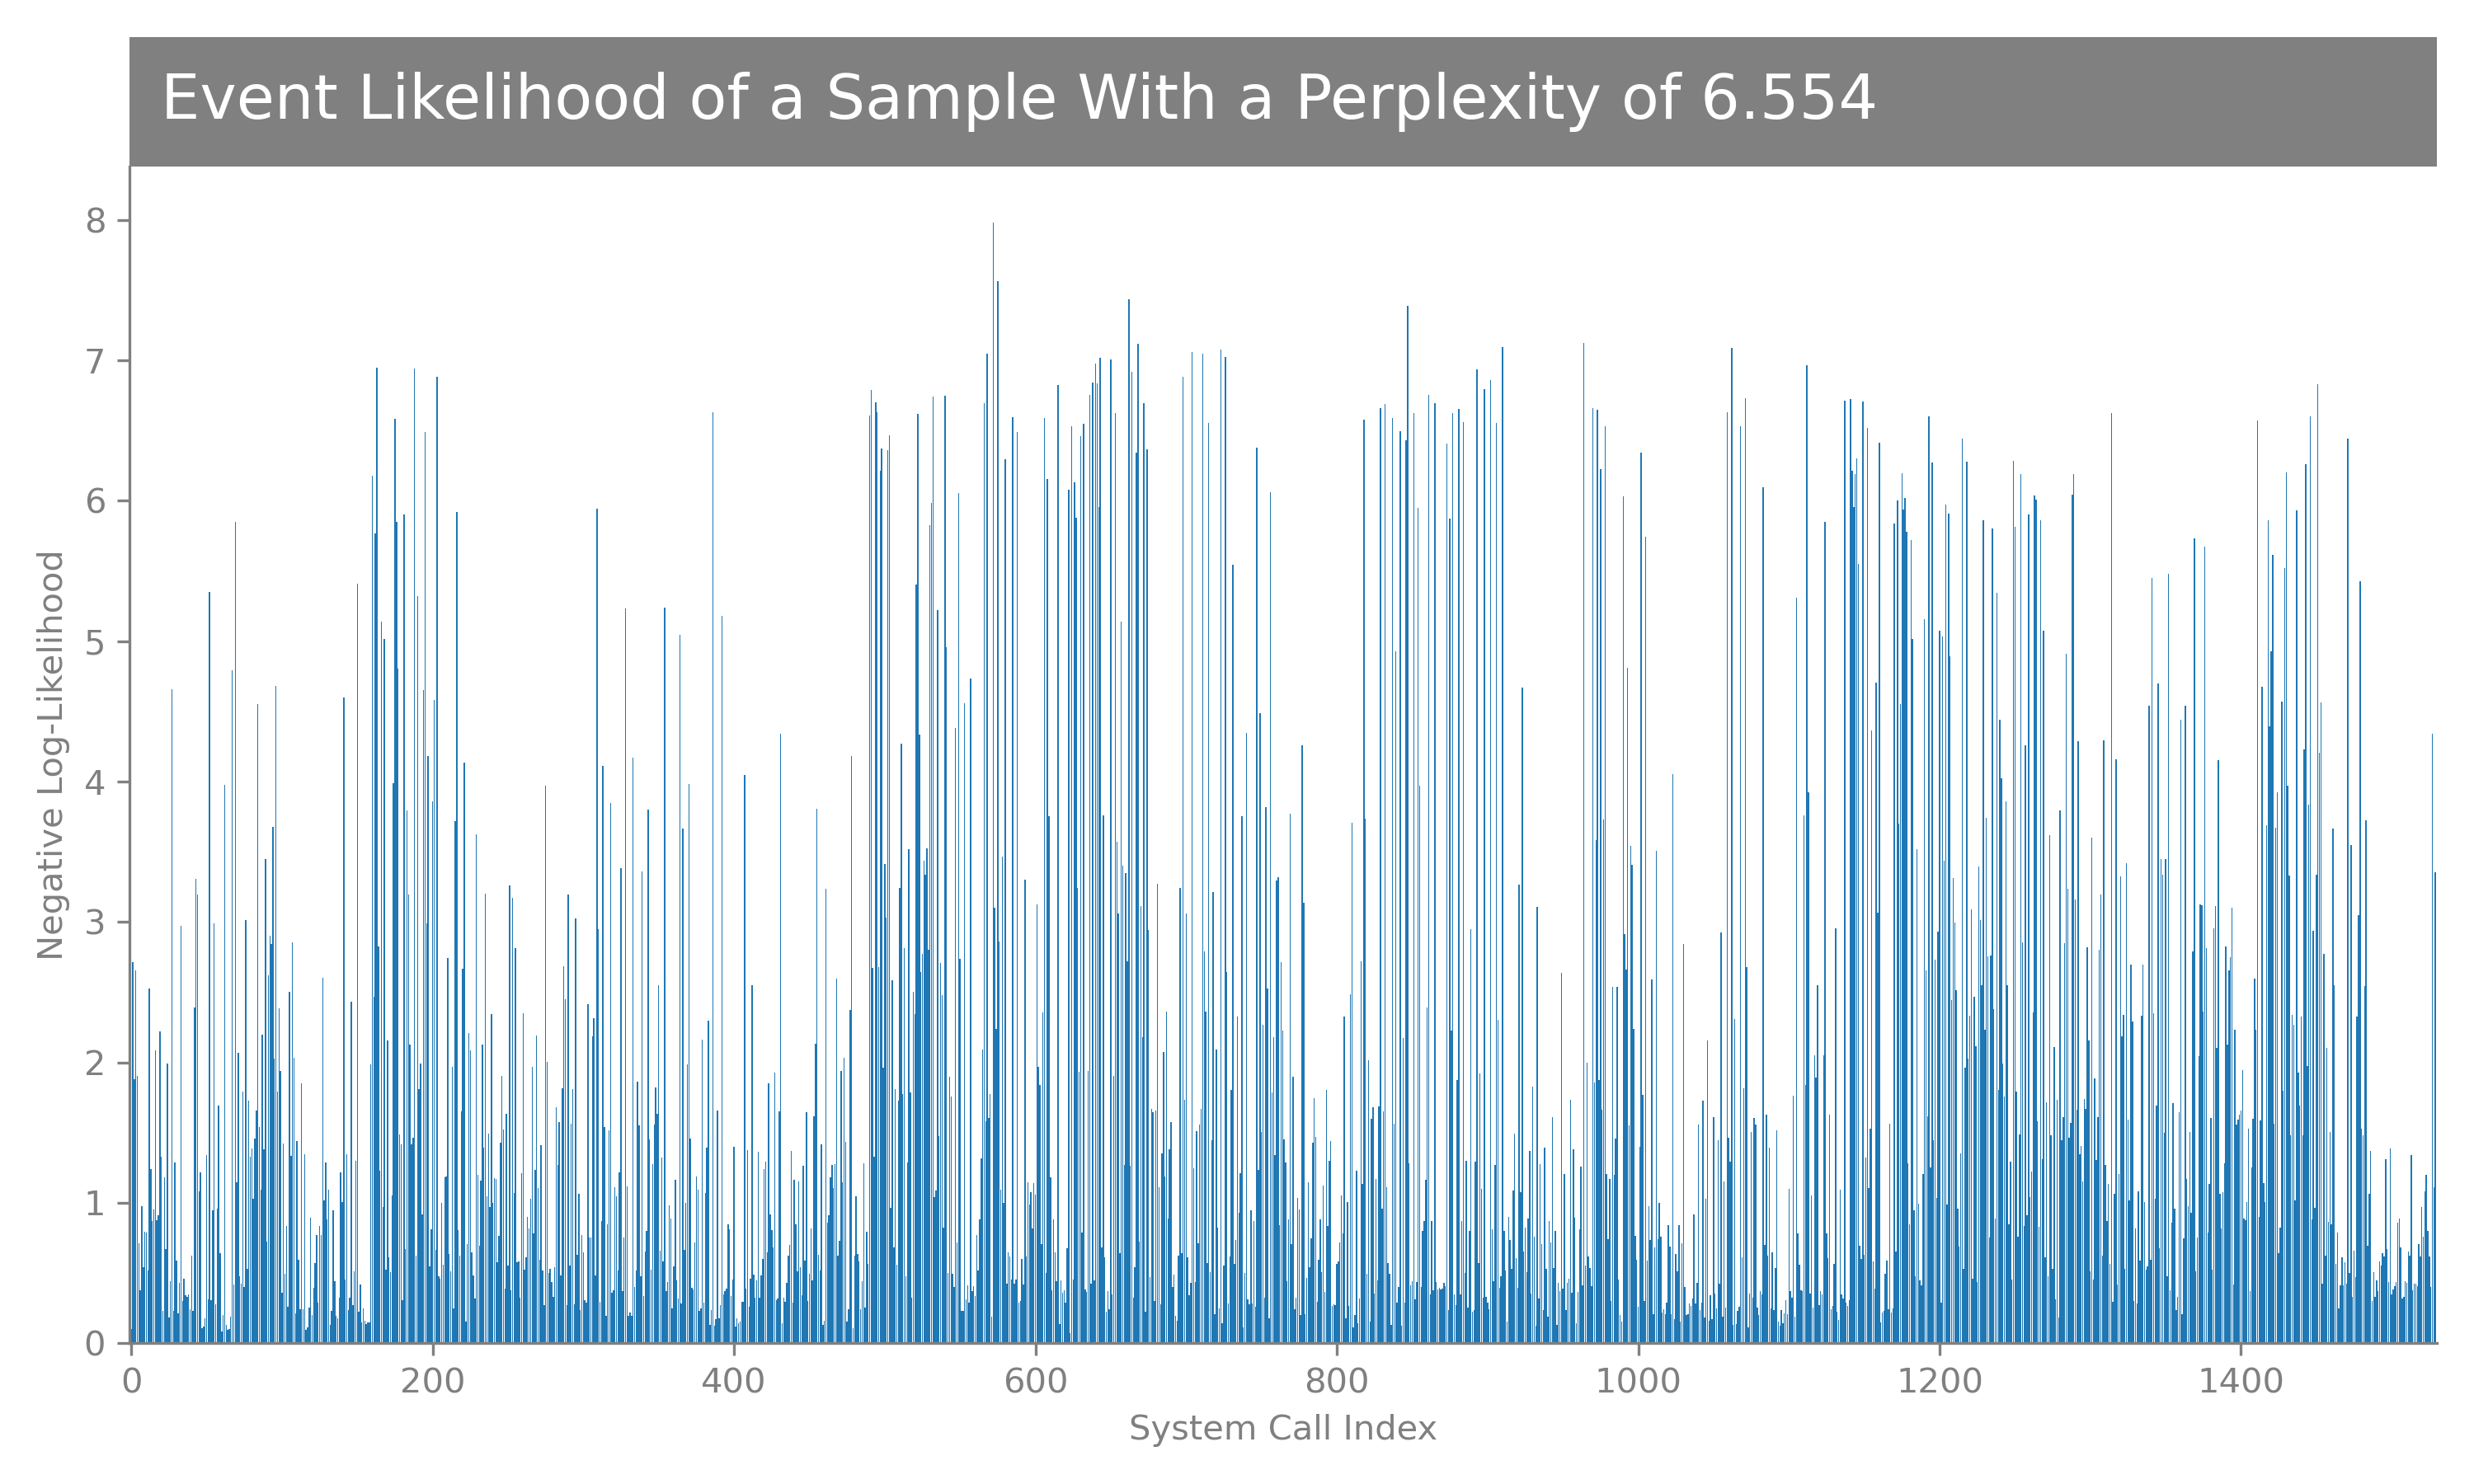 Event Likelihood of a Sample With a Perplexity of 6.554
8
7
6
5
4
3
2
1
0
Negative Log-Likelihood
0 200 400 600 800 1000 1200 1400
System Call Index